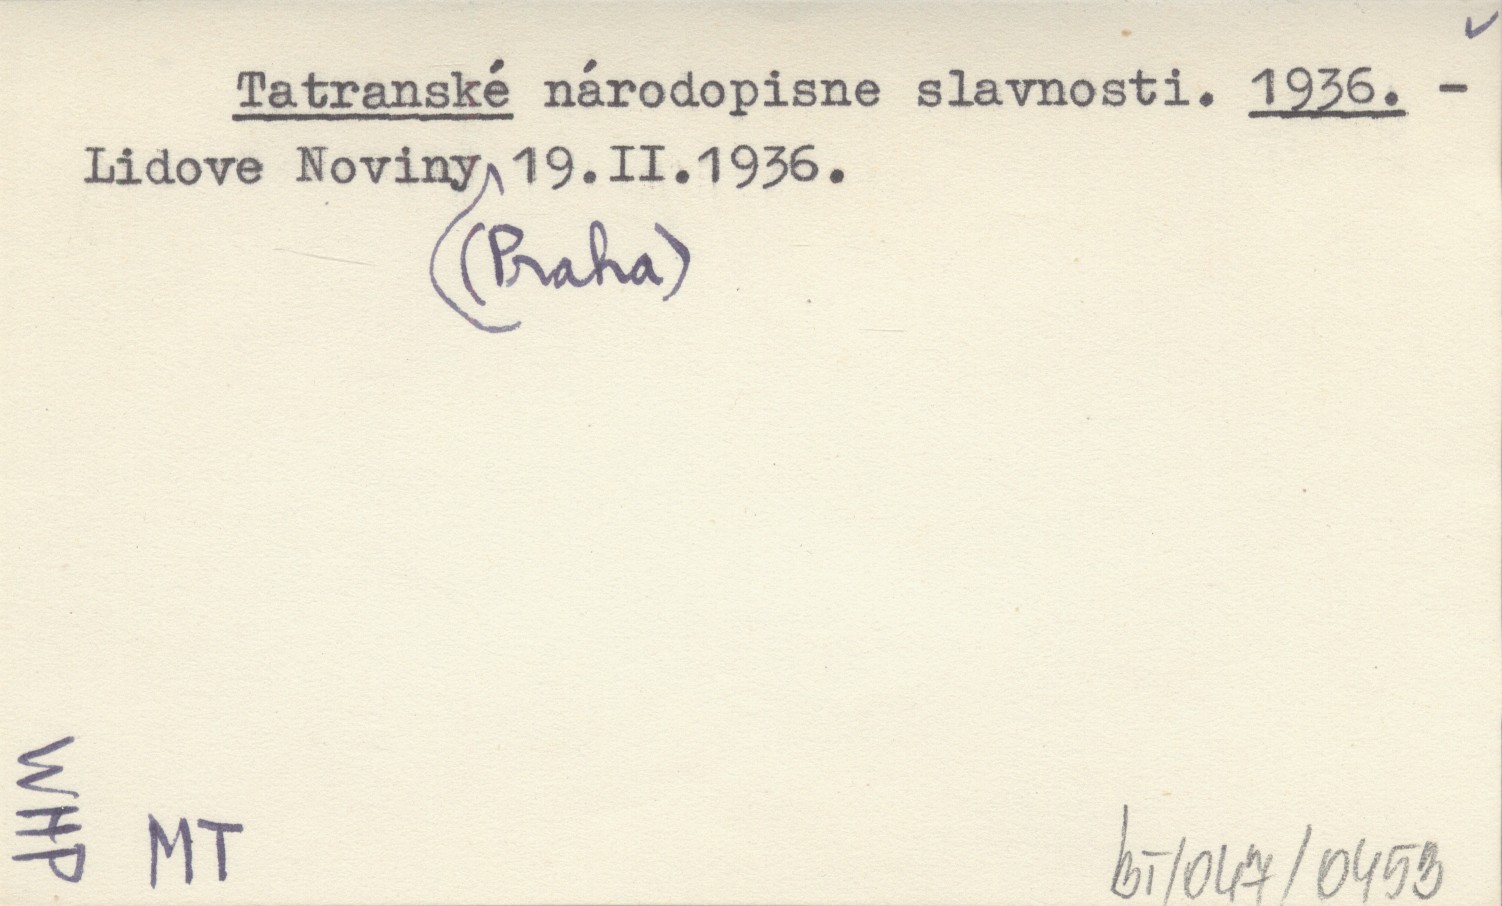 Tatranské národopisne slavnosti. 1936. -
Lidove Noviny, 19.II.1936.
(Praha)
WHP
MT
BT/047/0453